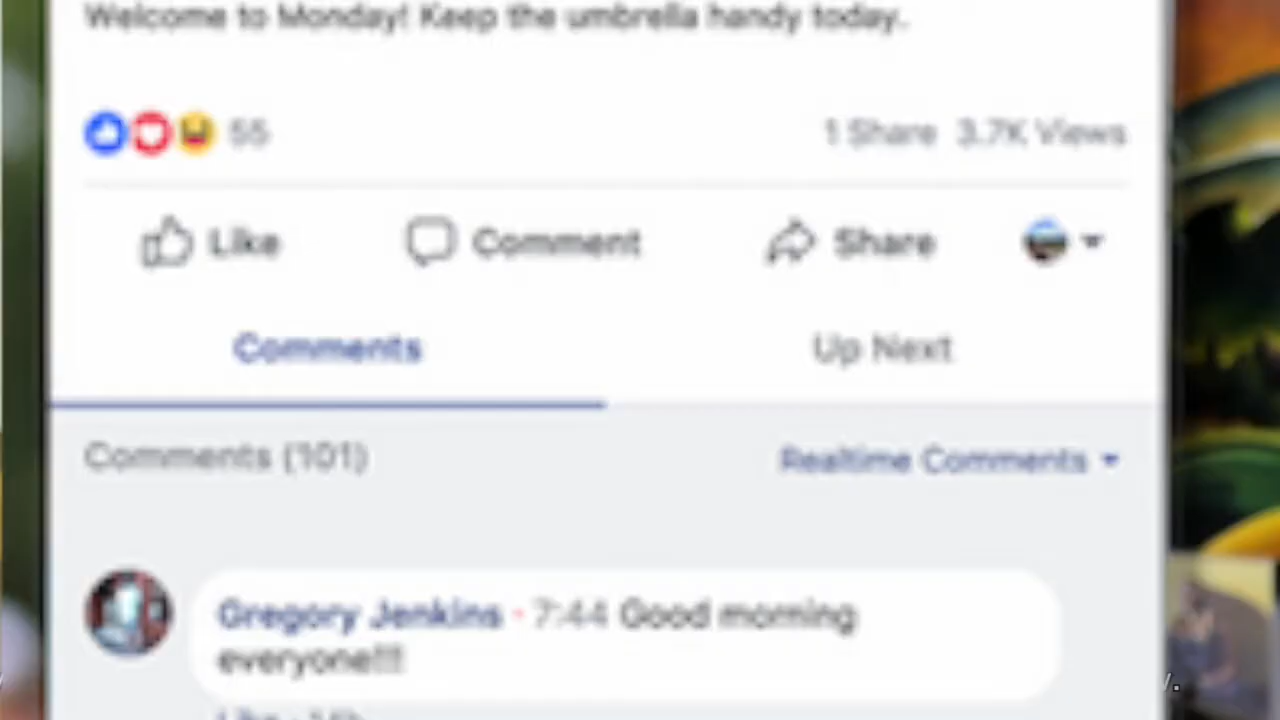 Welcome to Monday! Keep the umbrella handy today.
55
1 Share 3.7K Views
Like Comment Share
Comments Up Next
Comments (101) Realtime Comments
Gregory Jenkins · 7:44 Good morning
everyone!!!
Like